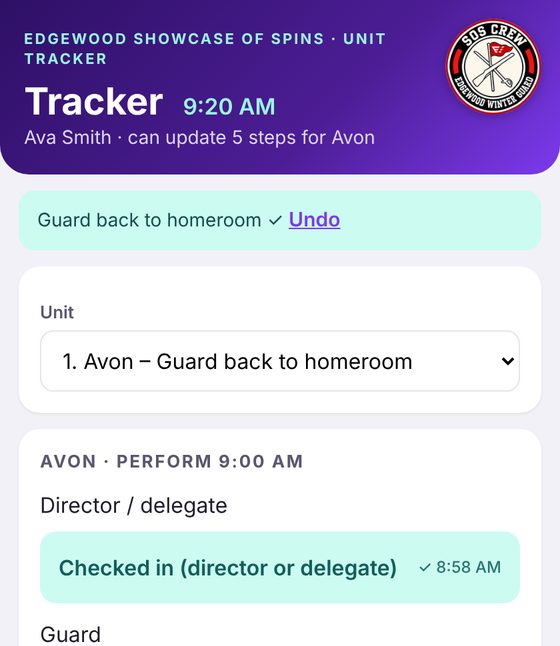 EDGEWOOD SHOWCASE OF SPINS · UNIT
TRACKER
Tracker 9:20 AM
Ava Smith · can update 5 steps for Avon
SOS CREW
EDGEWOOD WINTER GUARD
Guard back to homeroom ✓ Undo
Unit
1. Avon – Guard back to homeroom
AVON · PERFORM 9:00 AM
Director / delegate
Checked in (director or delegate) ✓ 8:58 AM
Guard